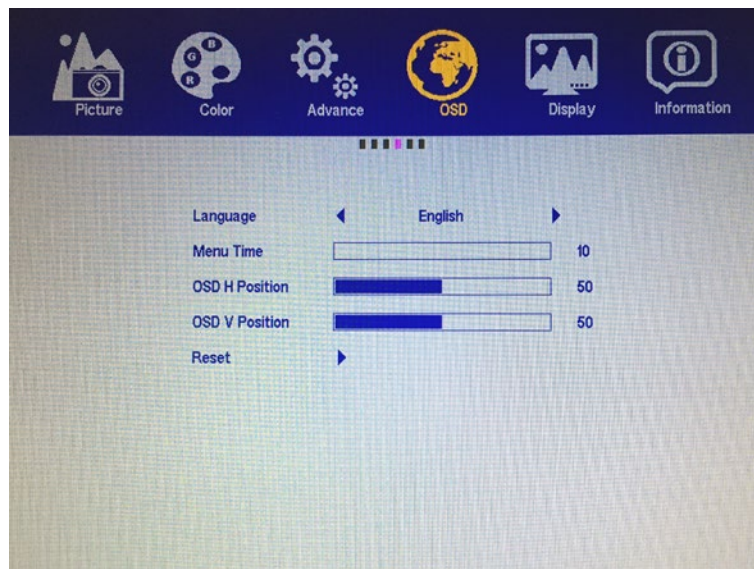 Picture Color Advance OSD Display Information
G B R
Language English
Menu Time 10
OSD H Position 50
OSD V Position 50
Reset